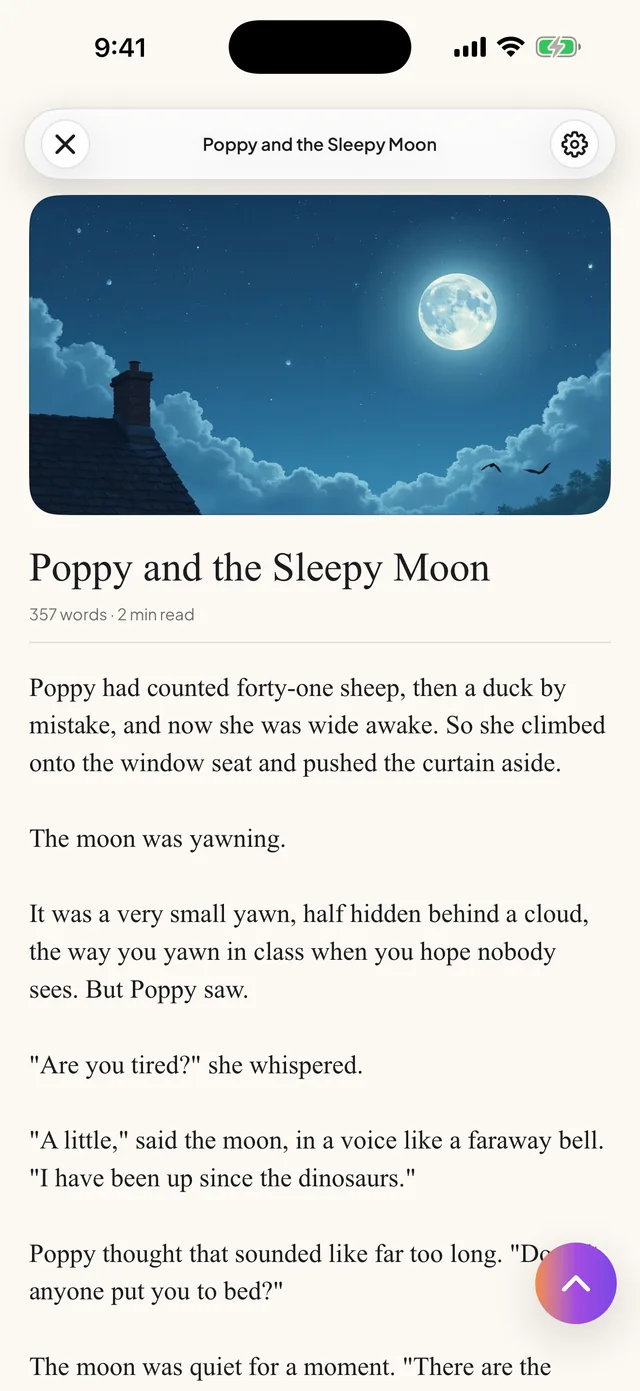 9:41
Poppy and the Sleepy Moon
Poppy and the Sleepy Moon
357 words · 2 min read
Poppy had counted forty-one sheep, then a duck by
mistake, and now she was wide awake. So she climbed
onto the window seat and pushed the curtain aside.
The moon was yawning.
It was a very small yawn, half hidden behind a cloud,
the way you yawn in class when you hope nobody
sees. But Poppy saw.
"Are you tired?" she whispered.
"A little," said the moon, in a voice like a faraway bell.
"I have been up since the dinosaurs."
Poppy thought that sounded like far too long.
anyone put you to bed?"
The moon was quiet for a moment. "There are the